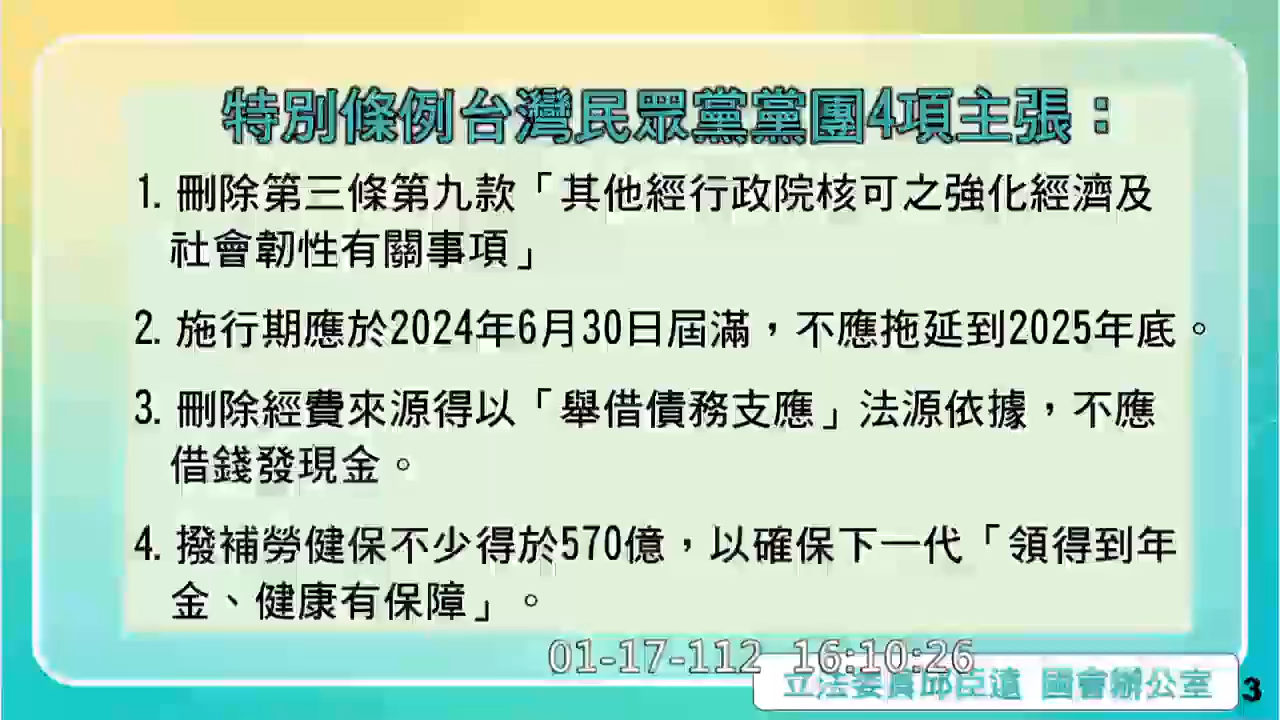 特別條例台灣民眾黨黨團4項主張：
1. 刪除第三條第九款「其他經行政院核可之強化經濟及
社會韌性有關事項」
2. 施行期應於2024年6月30日屆滿，不應拖延到2025年底。
3. 刪除經費來源得以「舉借債務支應」法源依據，不應
借錢發現金。
4. 撥補勞健保不少得於570億，以確保下一代「領得到年
金、健康有保障」。
01-17-112 16:10:26
立法委員邱臣遠 國會辦公室
3